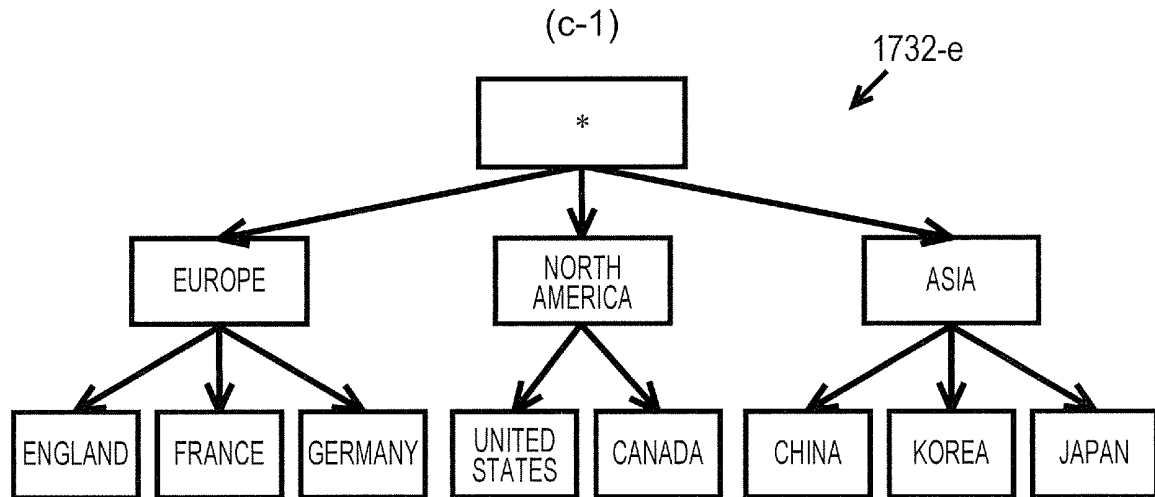 (c-1)
1732-e
*
EUROPE
NORTH
AMERICA
ASIA
ENGLAND
FRANCE
GERMANY
UNITED
STATES
CANADA
CHINA
KOREA
JAPAN